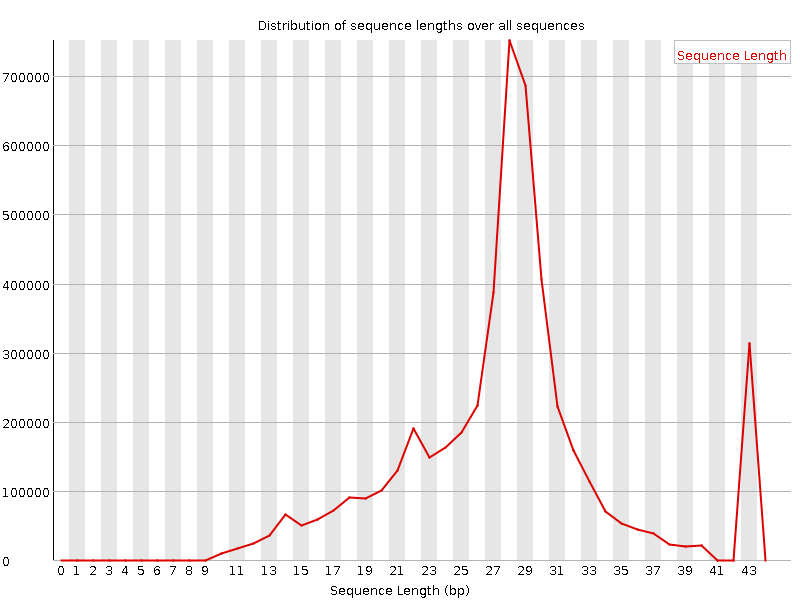 Distribution of sequence lengths over all sequences
Sequence Length
700000
600000
500000
400000
300000
200000
100000
0
0 1 2 3 4 5 6 7 8 9 11 13 15 17 19 21 23 25 27 29 31 33 35 37 39 41 43
Sequence Length (bp)